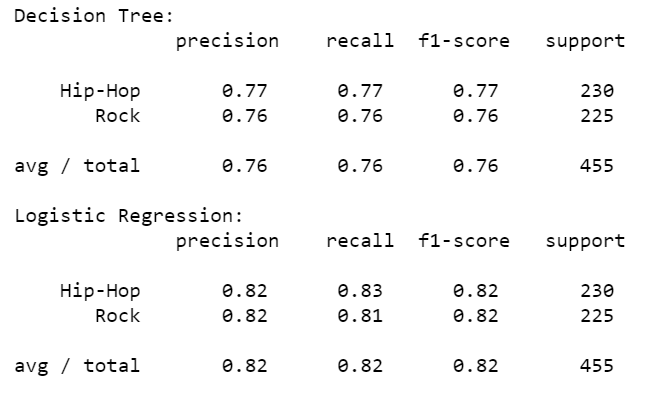 Decision Tree:
precision recall f1-score support
Hip-Hop 0.77 0.77 0.77 230
Rock 0.76 0.76 0.76 225
avg / total 0.76 0.76 0.76 455
Logistic Regression:
precision recall f1-score support
Hip-Hop 0.82 0.83 0.82 230
Rock 0.82 0.81 0.82 225
avg / total 0.82 0.82 0.82 455